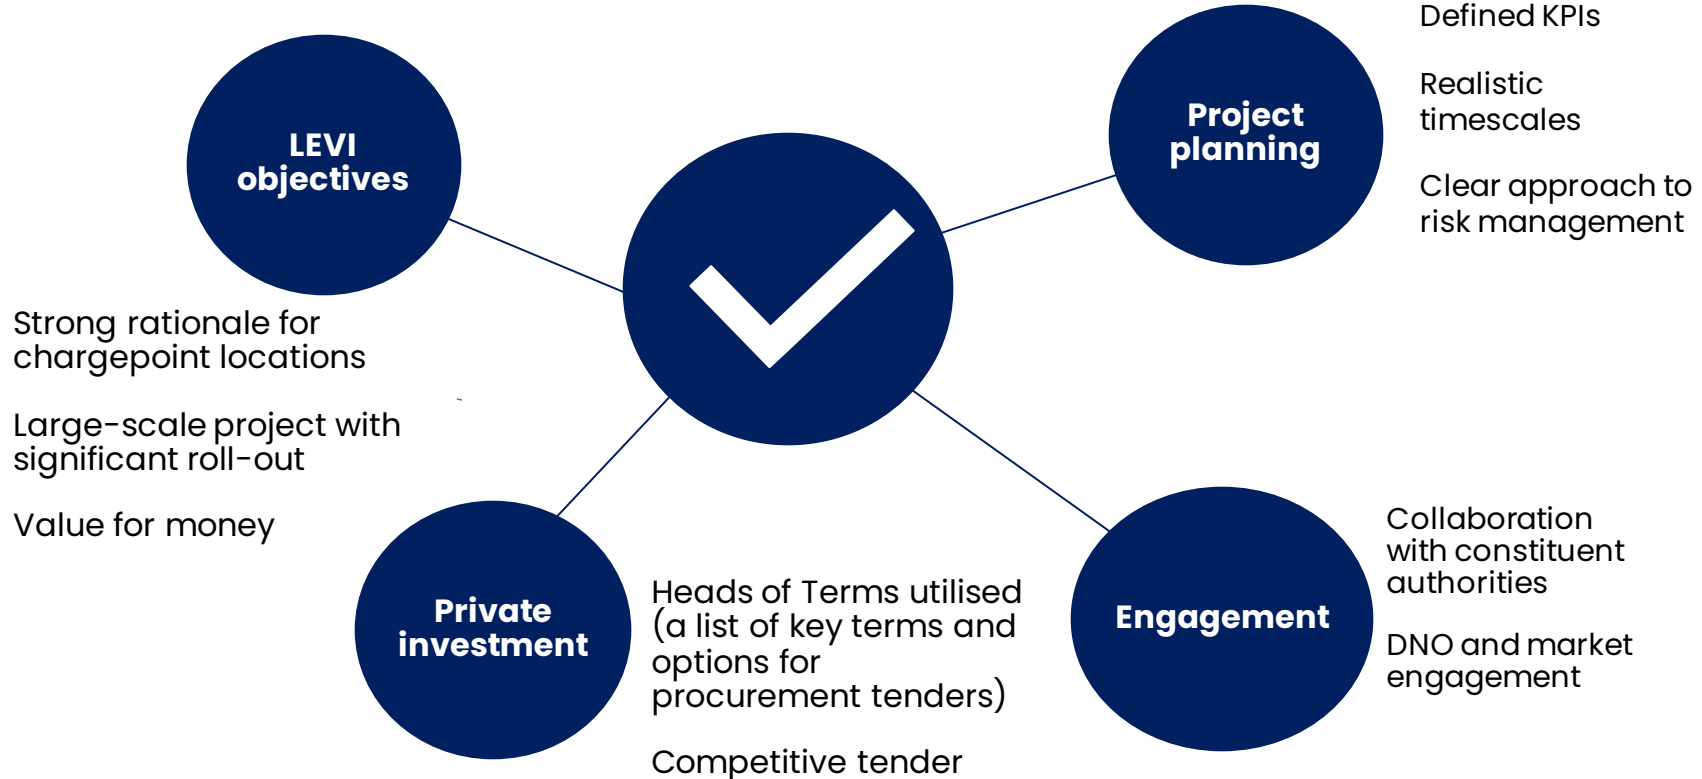 LEVI
objectives
Strong rationale for
chargepoint locations
Large-scale project with
significant roll-out
Value for money
Project
planning
Defined KPIs
Realistic
timescales
Clear approach to
risk management
Private
investment
Heads of Terms utilised
(a list of key terms and
options for
procurement tenders)
Competitive tender
Engagement
Collaboration
with constituent
authorities
DNO and market
engagement